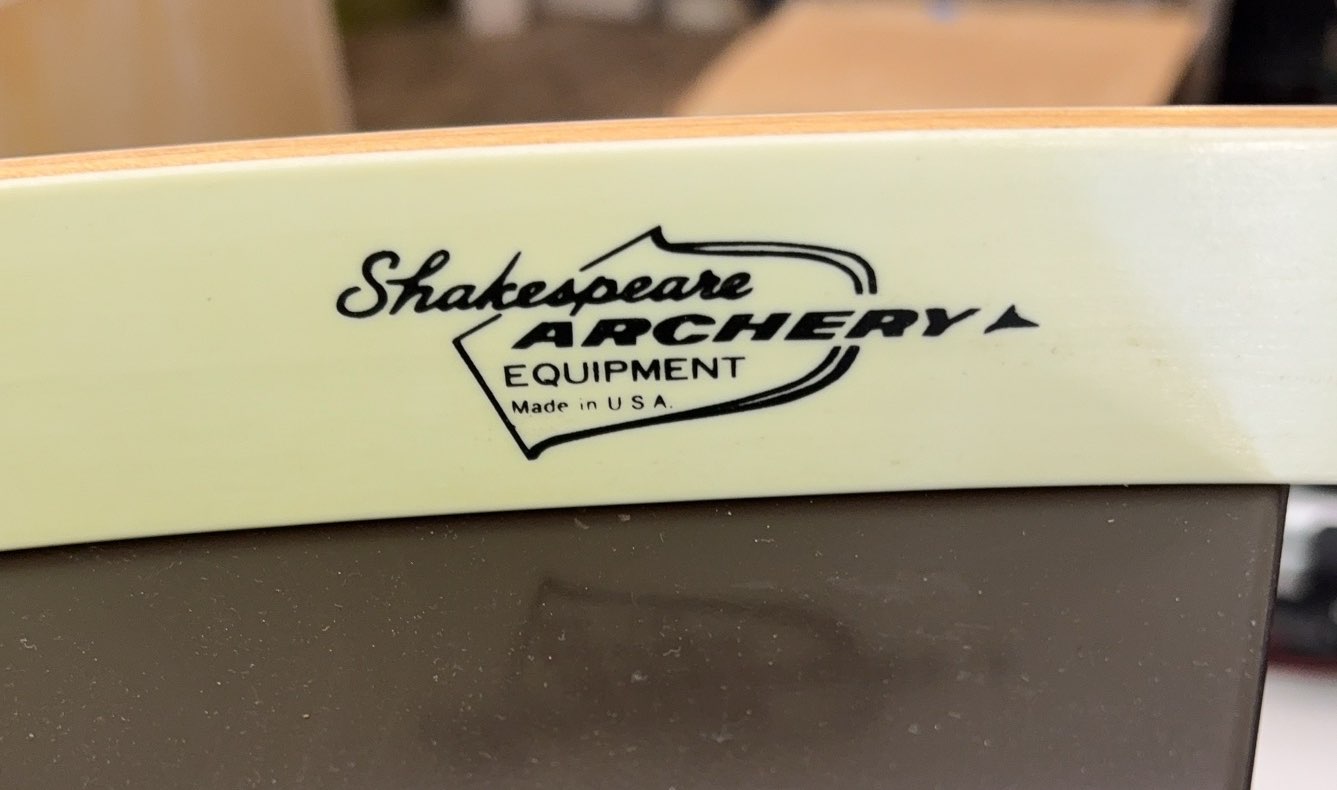 Shakespeare
ARCHERY
EQUIPMENT
Made in U S A.